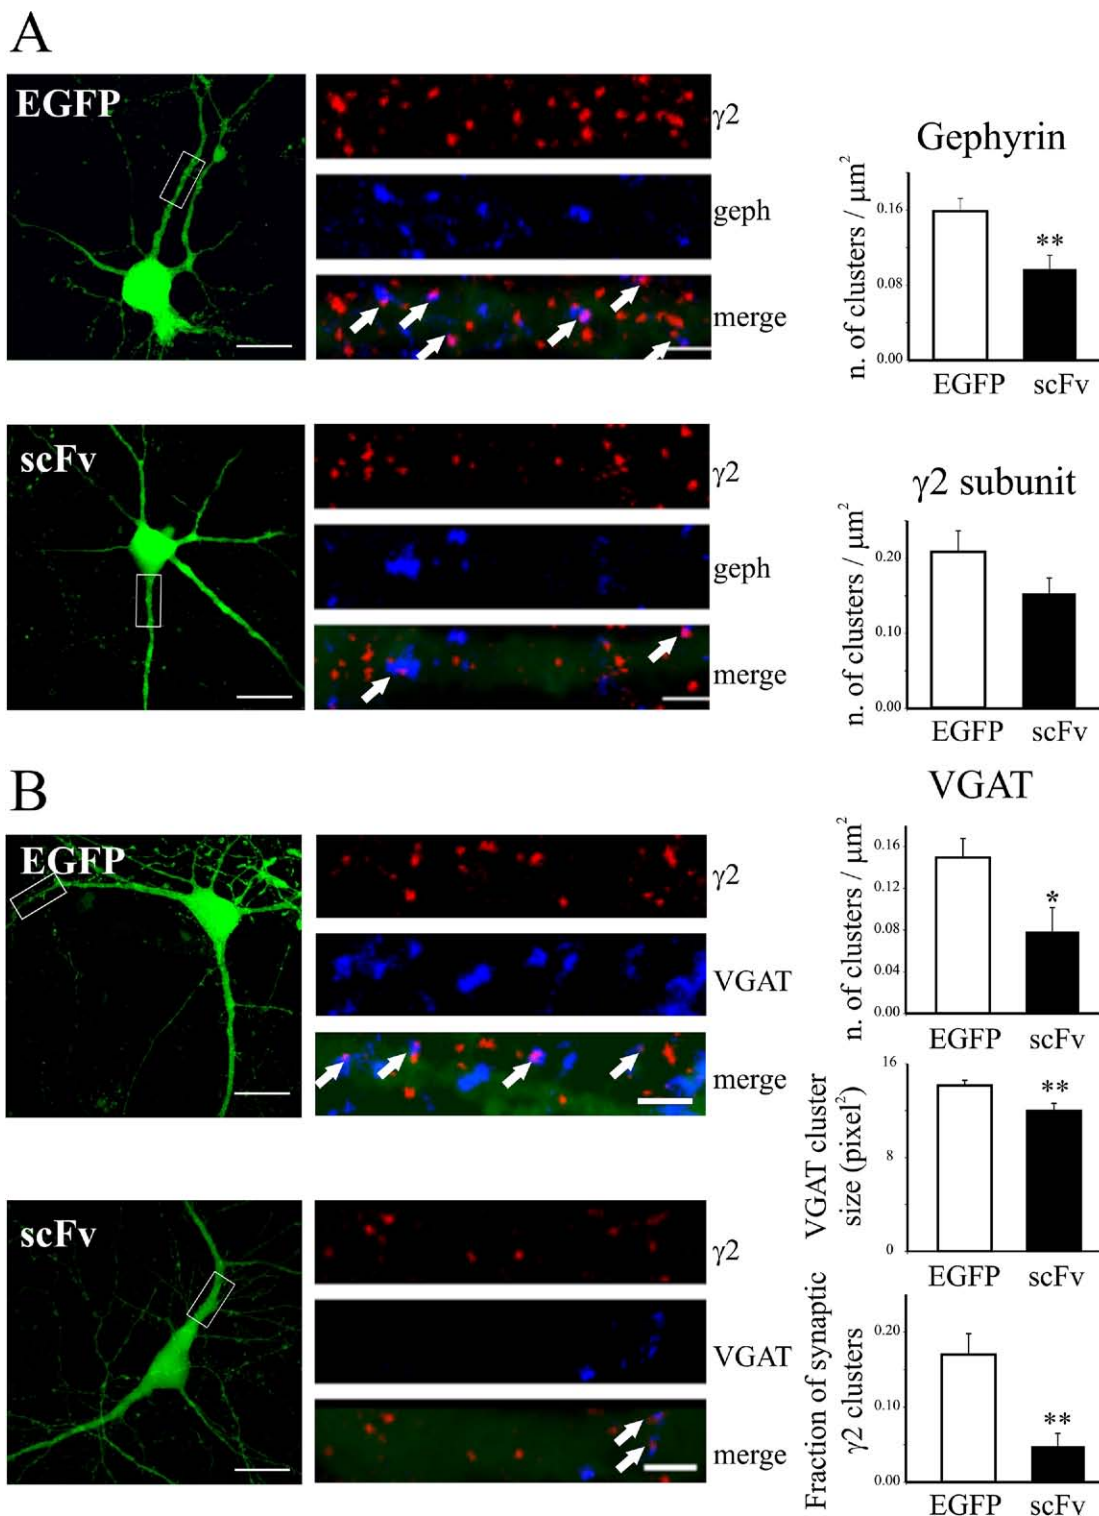 A
EGFP
γ2
geph
merge
Gephyrin
n. of clusters / μm²
0.16
0.08
0.00
**
EGFP scFv
scFv
γ2
geph
merge
γ2 subunit
n. of clusters / μm²
0.20
0.10
0.00
EGFP scFv
B
EGFP
γ2
VGAT
merge
VGAT
n. of clusters / μm²
0.16
0.12
0.08
0.04
0.00
*
EGFP scFv
VGAT cluster
size (pixel²)
16
8
0
**
EGFP scFv
scFv
γ2
VGAT
merge
Fraction of synaptic
γ2 clusters
0.20
0.10
0.00
**
EGFP scFv